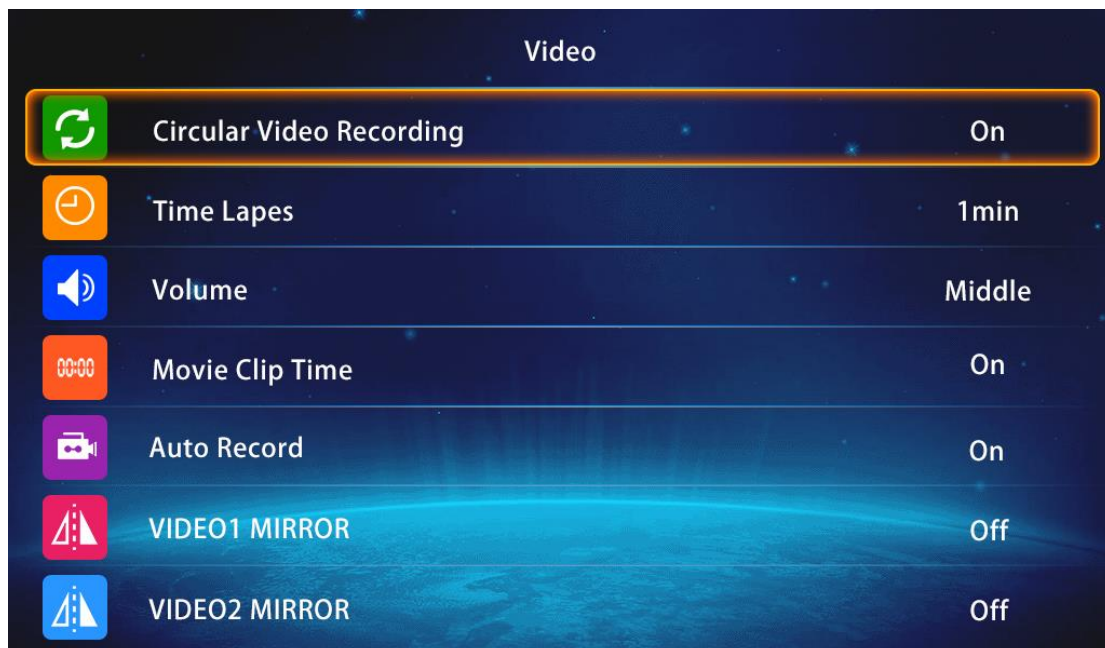 Video
Circular Video Recording On
Time Lapes 1min
Volume Middle
00:00 Movie Clip Time On
Auto Record On
VIDEO1 MIRROR Off
VIDEO2 MIRROR Off